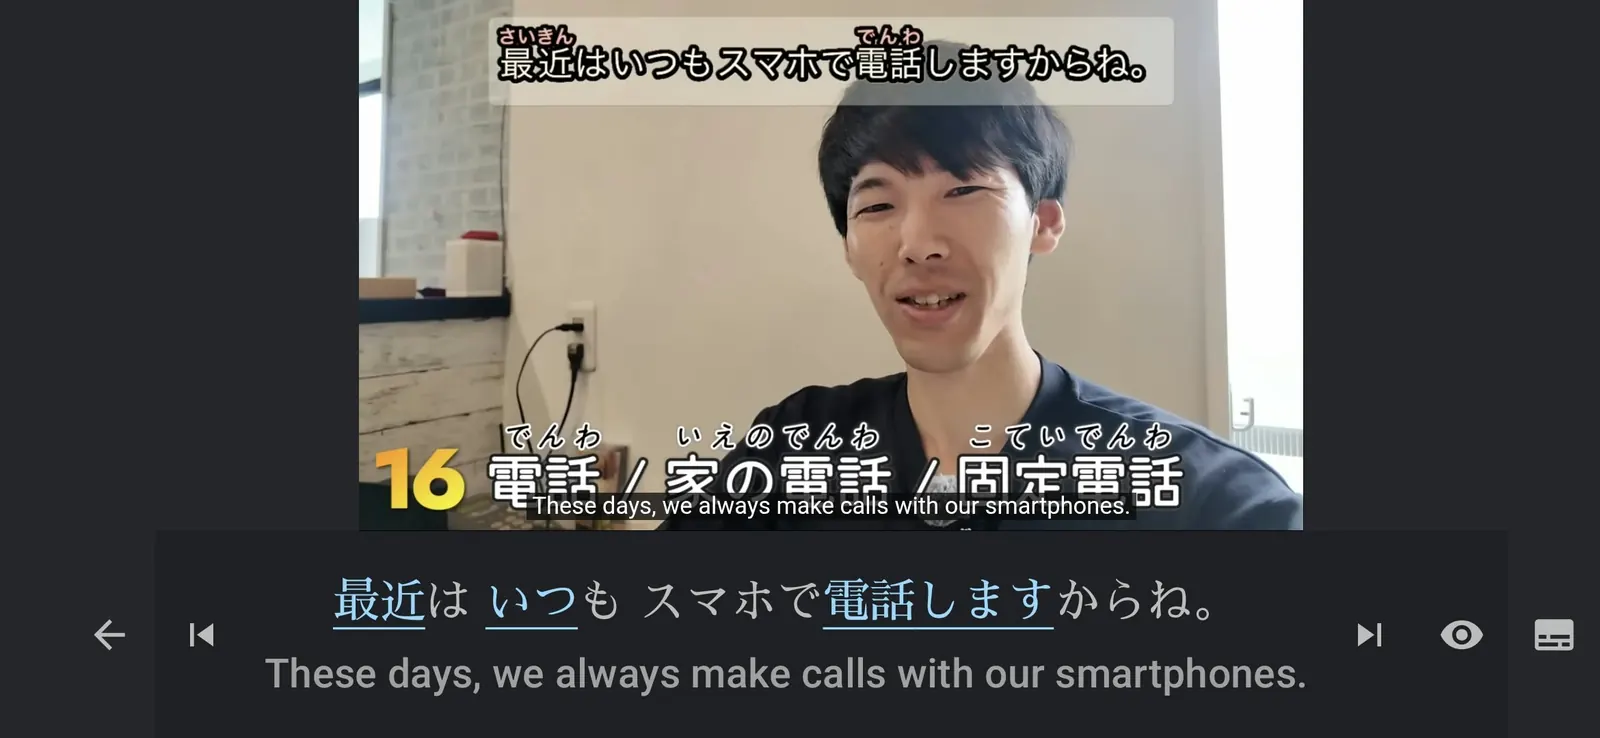 さいきん でんわ
最近はいつもスマホで電話しますからね。
でんわ いえのでんわ こていでんわ
16 電話 / 家の電話 / 固定電話
These days, we always make calls with our smartphones.
最近は いつも スマホで電話しますからね。
These days, we always make calls with our smartphones.